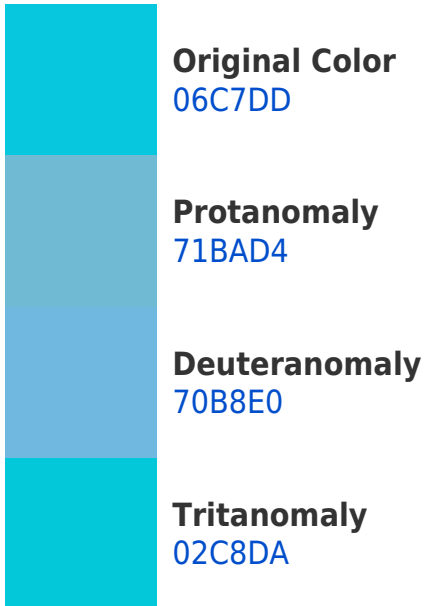 Original Color
06C7DD
Protanomaly
71BAD4
Deuteranomaly
70B8E0
Tritanomaly
02C8DA